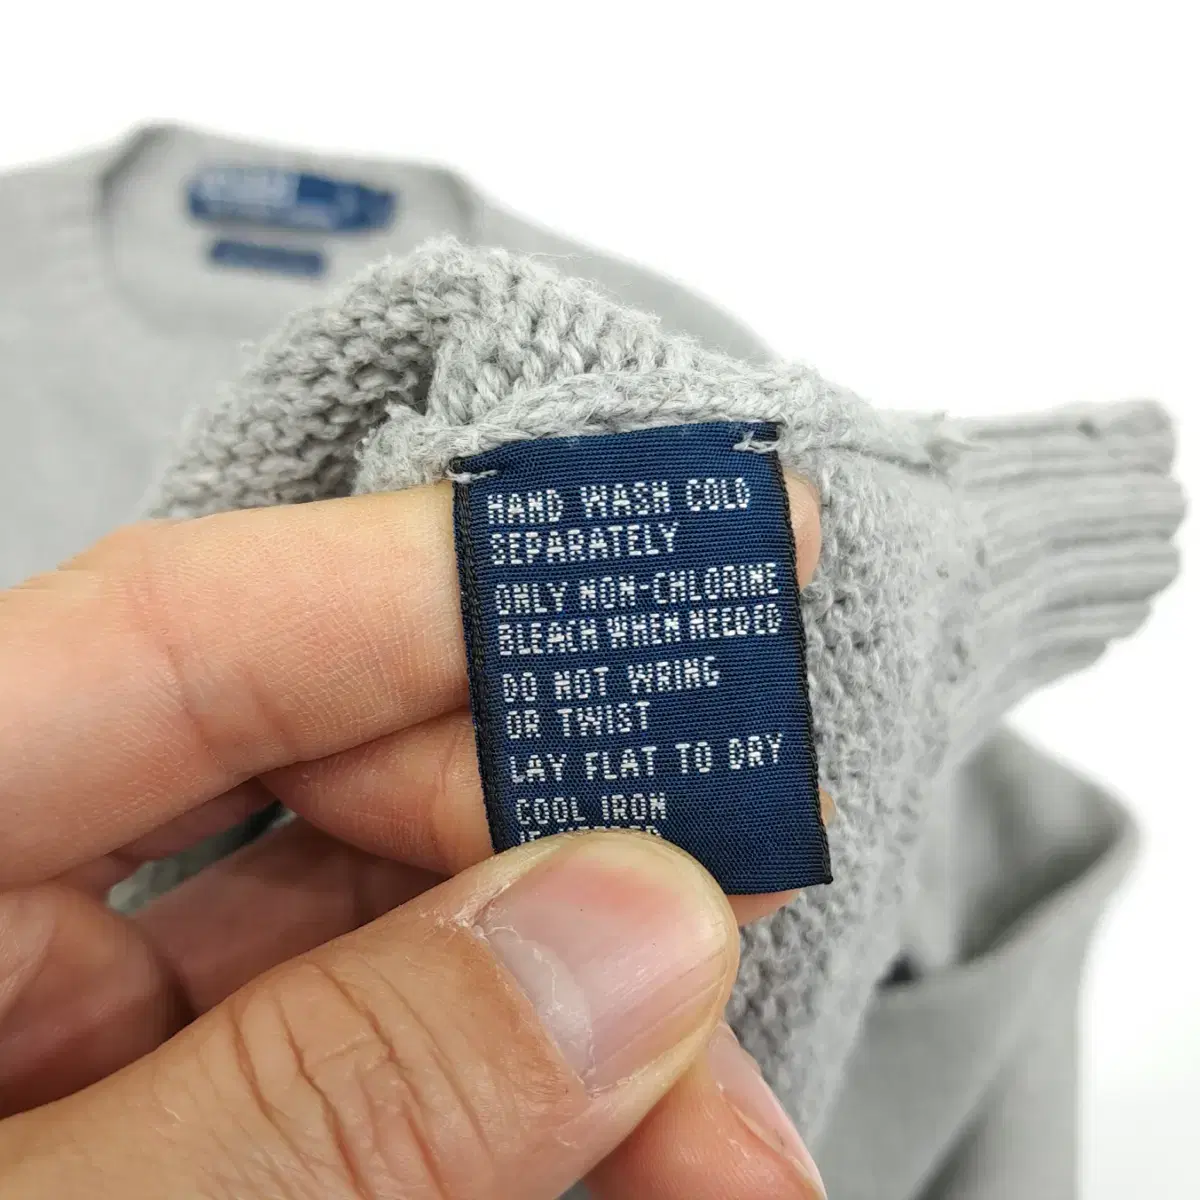 HAND WASH COLD
SEPARATELY
ONLY NON-CHLORINE
BLEACH WHEN NEEDED
DO NOT WRING
OR TWIST
LAY FLAT TO DRY
COOL IRON